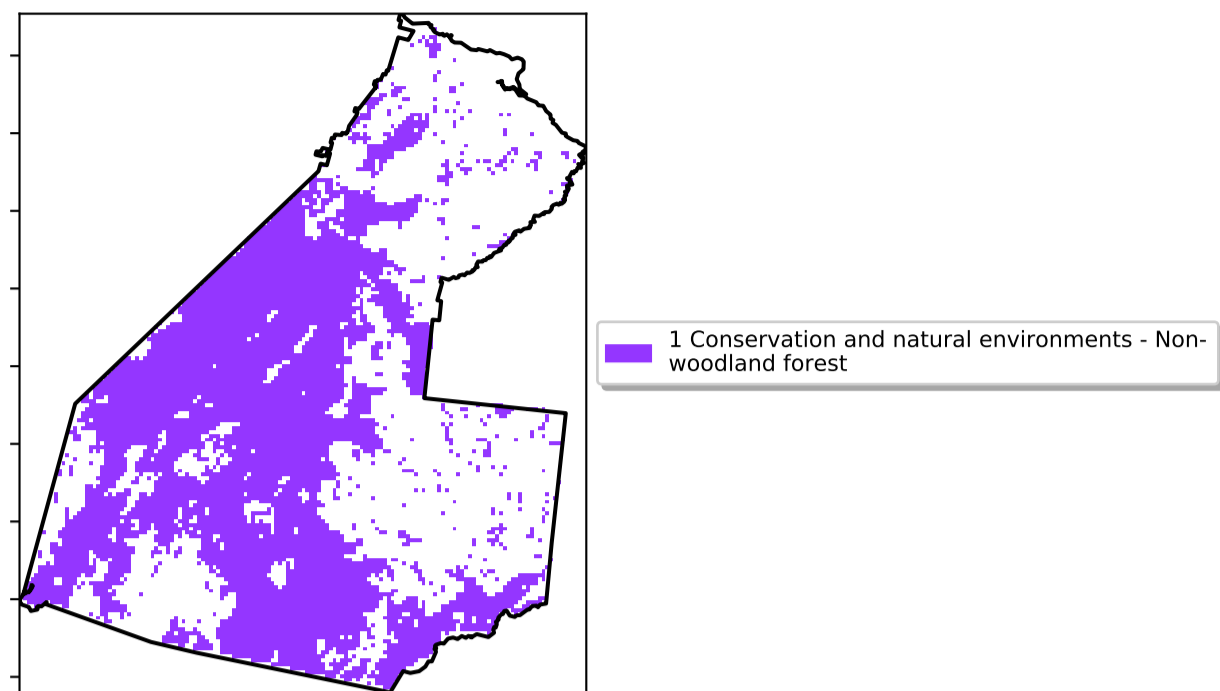 1 Conservation and natural environments - Non-
woodland forest